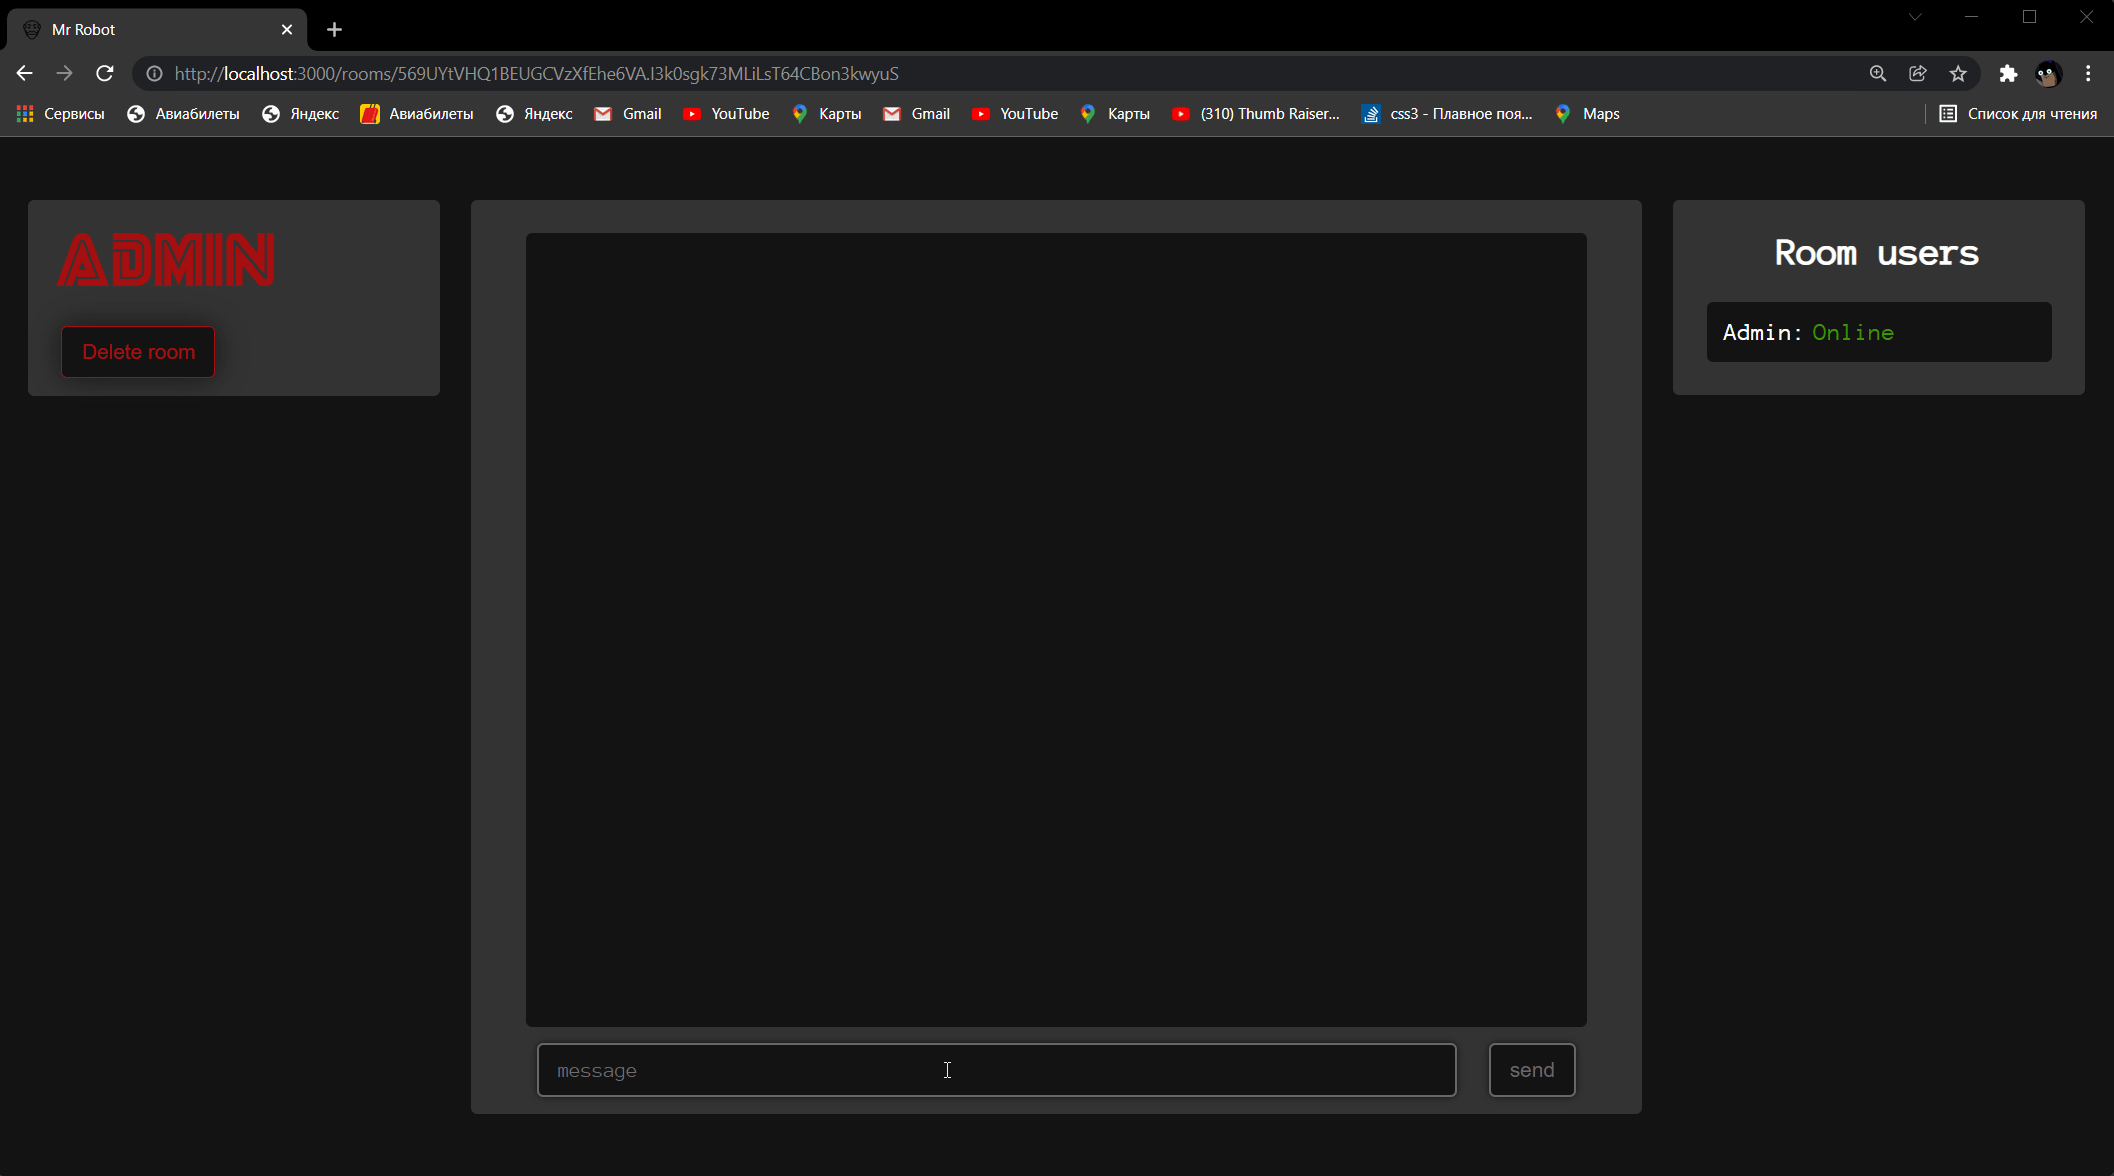 Mr Robot
http://localhost:3000/rooms/569UYtVHQ1BEUGCVzXfEhe6VA.I3k0sgk73MLiLsT64CBon3kwyuS
Сервисы Авиабилеты Яндекс Авиабилеты Яндекс Gmail YouTube Карты Gmail YouTube Карты (310) Thumb Raiser... css3 - Плавное поя... Maps Список для чтения
ADMIN
Delete room
message
send
Room users
Admin: Online